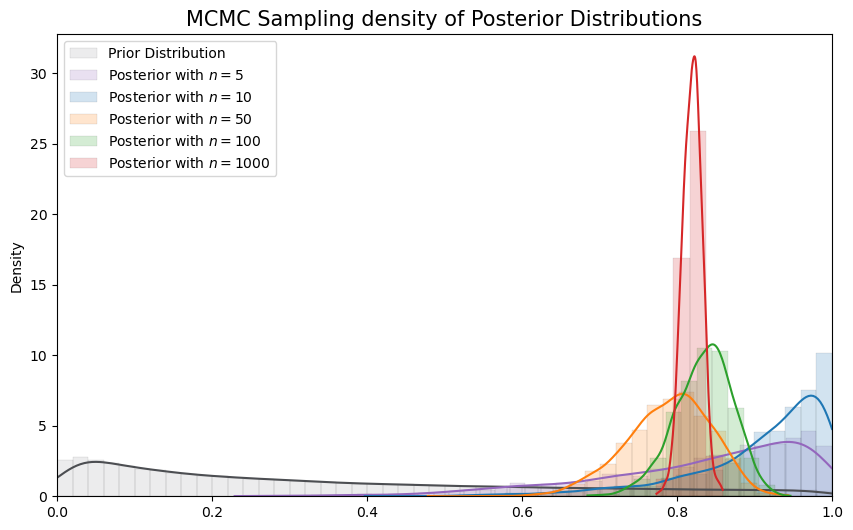 MCMC Sampling density of Posterior Distributions
Prior Distribution
Posterior with n = 5
Posterior with n = 10
Posterior with n = 50
Posterior with n = 100
Posterior with n = 1000
Density
30
25
20
15
10
5
0
0.0 0.2 0.4 0.6 0.8 1.0